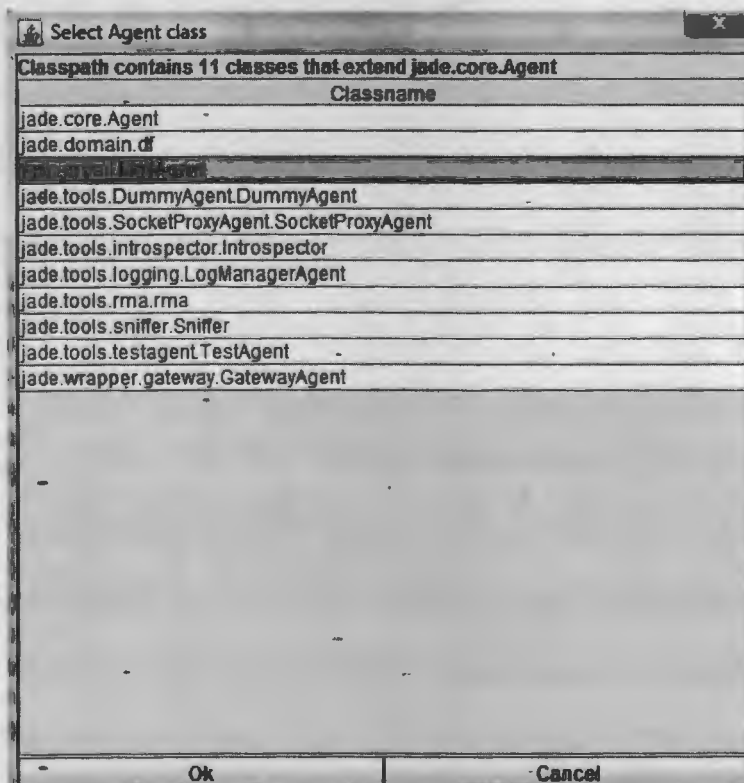 Select Agent class
X
Classpath contains 11 classes that extend jade.core.Agent
Classname
jade.core.Agent
jade.domain.df
jade.tools.DummyAgent.DummyAgent
jade.tools.SocketProxyAgent.SocketProxyAgent
jade.tools.introspector.Introspector
jade.tools.logging.LogManagerAgent
jade.tools.rma.rma
jade.tools.sniffer.Sniffer
jade.tools.testagent.TestAgent
jade.wrapper.gateway.GatewayAgent
Ok
Cancel